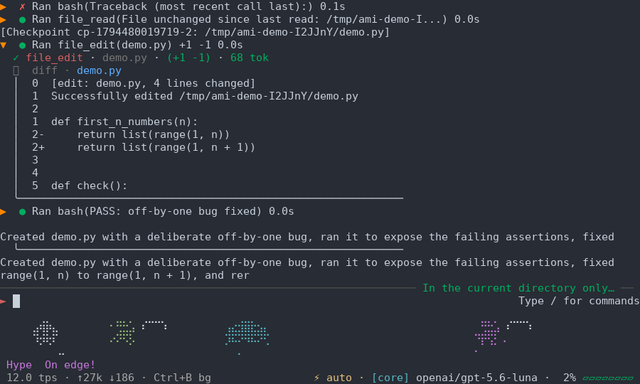 ▶ ✗ Ran bash(Traceback (most recent call last):) 0.1s
▶ ● Ran file_read(File unchanged since last read: /tmp/ami-demo-I...) 0.0s
[Checkpoint cp-1794480019719-2: /tmp/ami-demo-I2JJnY/demo.py]
▼ ● Ran file_edit(demo.py) +1 -1 0.0s
✓ file_edit · demo.py · (+1 -1) · 68 tok
diff · demo.py
0 [edit: demo.py, 4 lines changed]
1 Successfully edited /tmp/ami-demo-I2JJnY/demo.py
2
1 def first_n_numbers(n):
2- return list(range(1, n))
2+ return list(range(1, n + 1))
3
4
5 def check():
▶ ● Ran bash(PASS: off-by-one bug fixed) 0.0s
Created demo.py with a deliberate off-by-one bug, ran it to expose the failing assertions, fixed
Created demo.py with a deliberate off-by-one bug, ran it to expose the failing assertions, fixed
range(1, n) to range(1, n + 1), and rer
In the current directory only…
Type / for commands
Hype On edge!
12.0 tps · ↑27k ↓186 · Ctrl+B bg ⚡ auto · [core] openai/gpt-5.6-luna · 2%